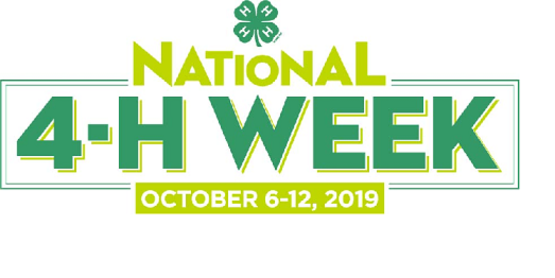 H H
H H
NATIONAL
4-H WEEK
OCTOBER 6-12, 2019